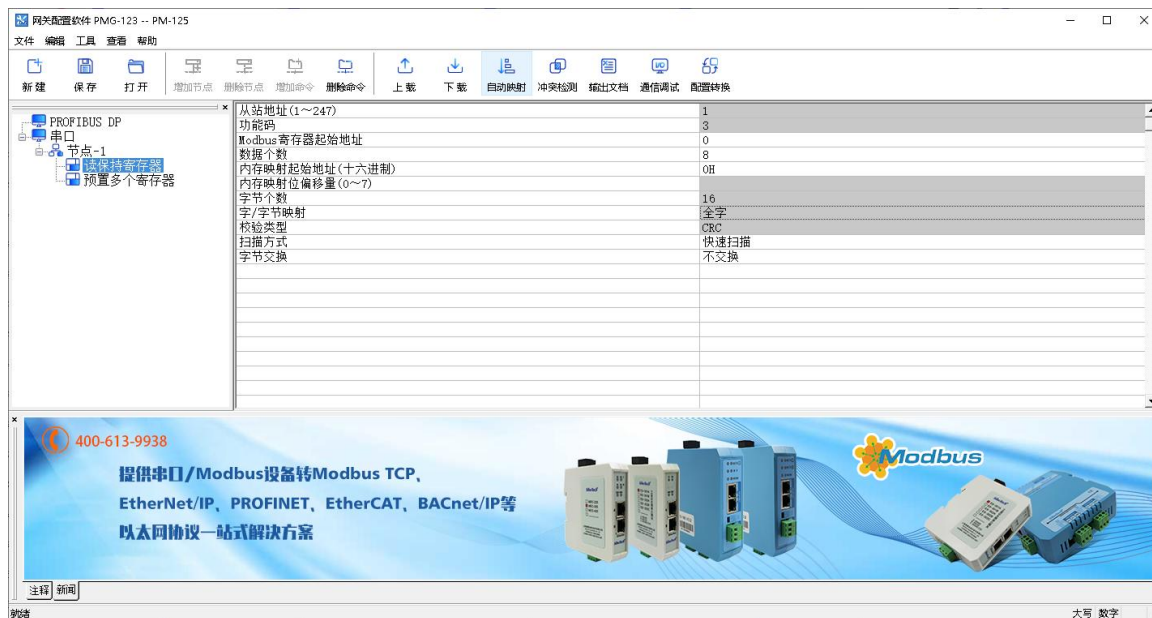 网关配置软件 PMG-123 -- PM-125
文件 编辑 工具 查看 帮助
新建 保存 打开 增加节点 删除节点 增加命令 删除命令 上载 下载 自动映射 冲突检测 输出文档 通信调试 配置转换
PROFIBUS DP
串口
节点-1
读保持寄存器
预置多个寄存器
从站地址(1～247) 1
功能码 3
Modbus寄存器起始地址 0
数据个数 8
内存映射起始地址(十六进制) 0H
内存映射位偏移量(0～7)
字节个数 16
字/字节映射 全字
校验类型 CRC
扫描方式 快速扫描
字节交换 不交换
400-613-9938
提供串口/Modbus设备转Modbus TCP、
EtherNet/IP、PROFINET、EtherCAT、BACnet/IP等
以太网协议一站式解决方案
Modbus
注释 新闻
就绪 大写 数字